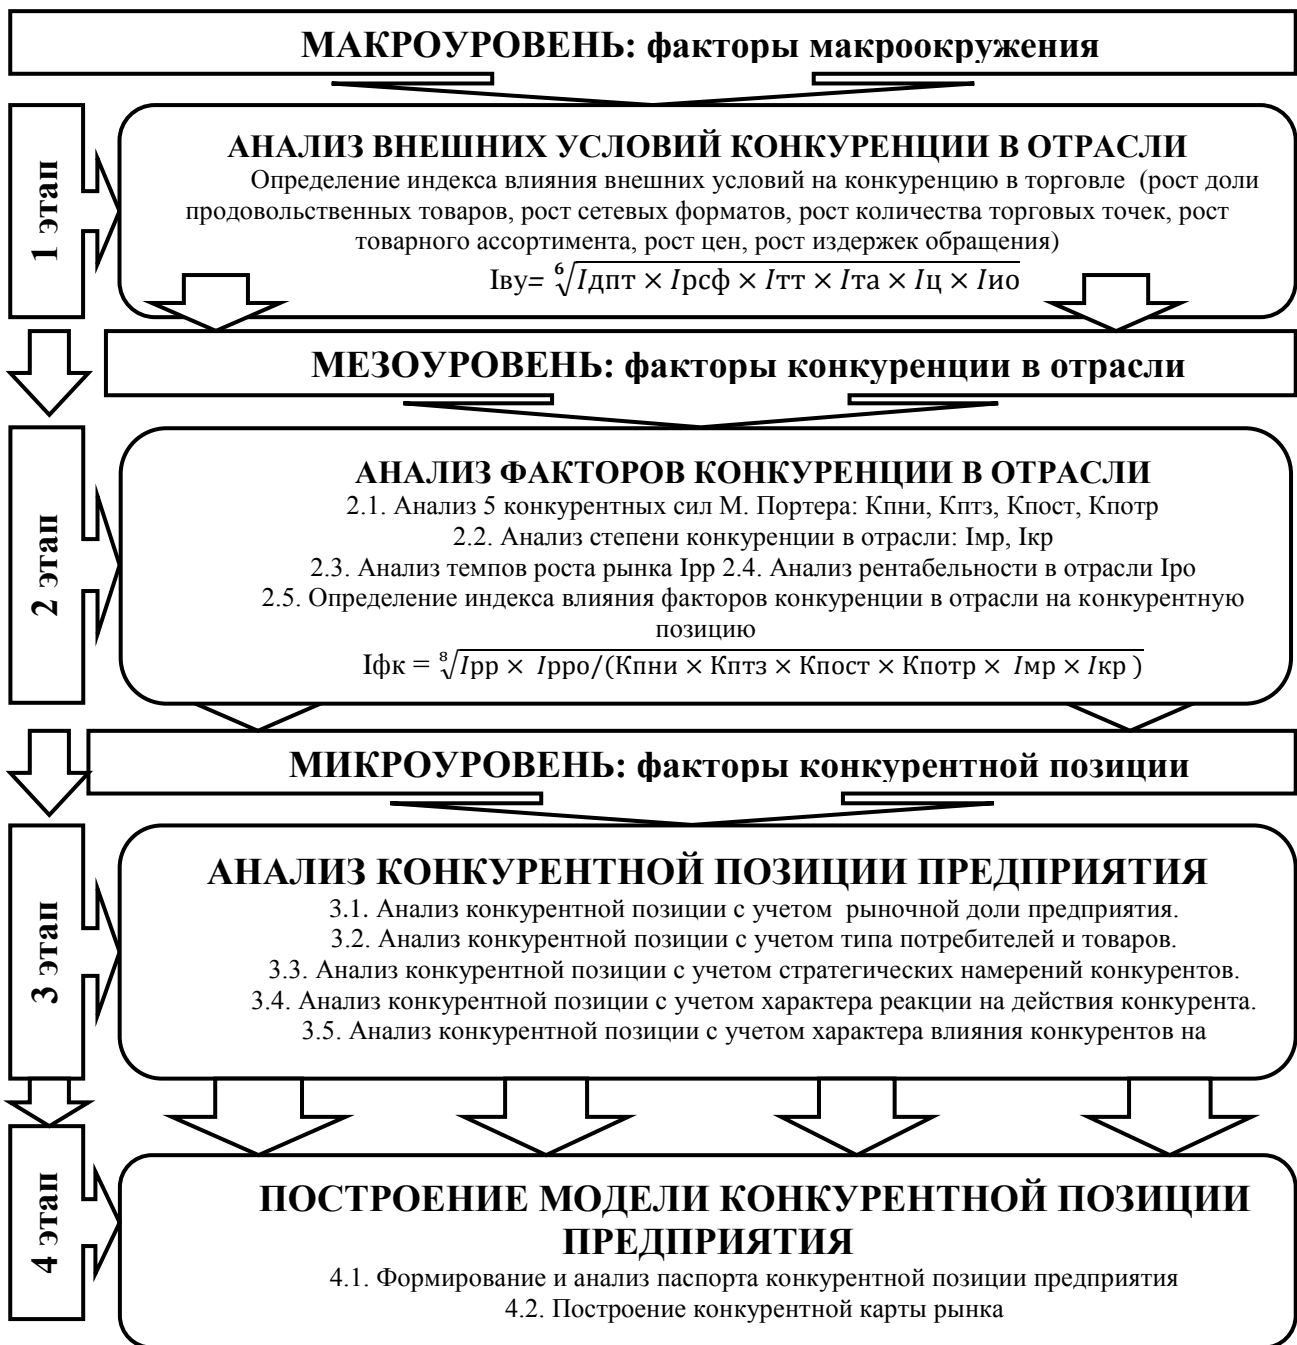 МАКРОУРОВЕНЬ: факторы макроокружения
1 этап
АНАЛИЗ ВНЕШНИХ УСЛОВИЙ КОНКУРЕНЦИИ В ОТРАСЛИ
Определение индекса влияния внешних условий на конкуренцию в торговле (рост доли
продовольственных товаров, рост сетевых форматов, рост количества торговых точек, рост
товарного ассортимента, рост цен, рост издержек обращения)
Iву= ⁶√Iдпт × Iрсф × Iтт × Iта × Iц × Iио
МЕЗОУРОВЕНЬ: факторы конкуренции в отрасли
2 этап
АНАЛИЗ ФАКТОРОВ КОНКУРЕНЦИИ В ОТРАСЛИ
2.1. Анализ 5 конкурентных сил М. Портера: Кпни, Кптз, Кпост, Кпотр
2.2. Анализ степени конкуренции в отрасли: Iмр, Iкр
2.3. Анализ темпов роста рынка Iрр 2.4. Анализ рентабельности в отрасли Iро
2.5. Определение индекса влияния факторов конкуренции в отрасли на конкурентную
позицию
Iфк = ⁸√Iрр × Iрро/(Кпни × Кптз × Кпост × Кпотр × Iмр × Iкр )
МИКРОУРОВЕНЬ: факторы конкурентной позиции
3 этап
АНАЛИЗ КОНКУРЕНТНОЙ ПОЗИЦИИ ПРЕДПРИЯТИЯ
3.1. Анализ конкурентной позиции с учетом рыночной доли предприятия.
3.2. Анализ конкурентной позиции с учетом типа потребителей и товаров.
3.3. Анализ конкурентной позиции с учетом стратегических намерений конкурентов.
3.4. Анализ конкурентной позиции с учетом характера реакции на действия конкурента.
3.5. Анализ конкурентной позиции с учетом характера влияния конкурентов на
4 этап
ПОСТРОЕНИЕ МОДЕЛИ КОНКУРЕНТНОЙ ПОЗИЦИИ
ПРЕДПРИЯТИЯ
4.1. Формирование и анализ паспорта конкурентной позиции предприятия
4.2. Построение конкурентной карты рынка